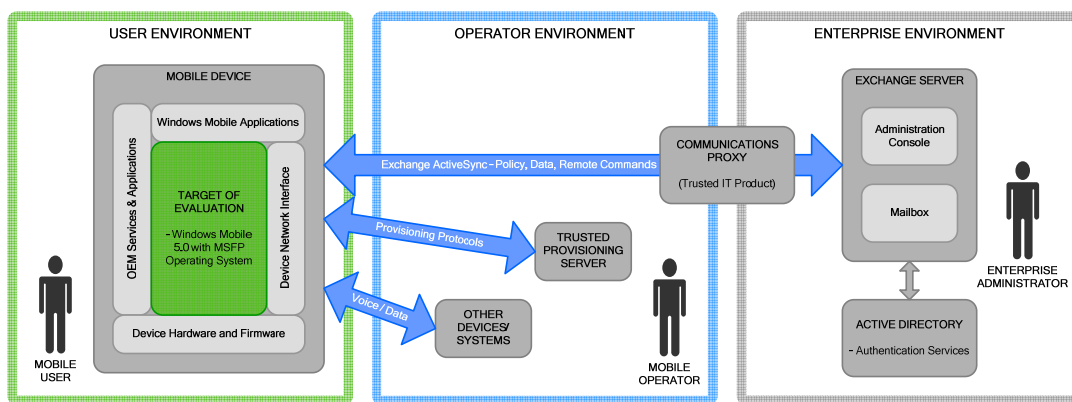 USER ENVIRONMENT
MOBILE DEVICE
Windows Mobile Applications
OEM Services & Applications
TARGET OF
EVALUATION
– Windows Mobile
5.0 with MSFP
Operating System
Device Network Interface
Device Hardware and Firmware
MOBILE
USER
OPERATOR ENVIRONMENT
Exchange ActiveSync – Policy, Data, Remote Commands
COMMUNICATIONS
PROXY
(Trusted IT Product)
Provisioning Protocols
TRUSTED
PROVISIONING
SERVER
Voice / Data
OTHER
DEVICES/
SYSTEMS
MOBILE
OPERATOR
ENTERPRISE ENVIRONMENT
EXCHANGE SERVER
Administration
Console
Mailbox
ENTERPRISE
ADMINISTRATOR
ACTIVE DIRECTORY
– Authentication Services